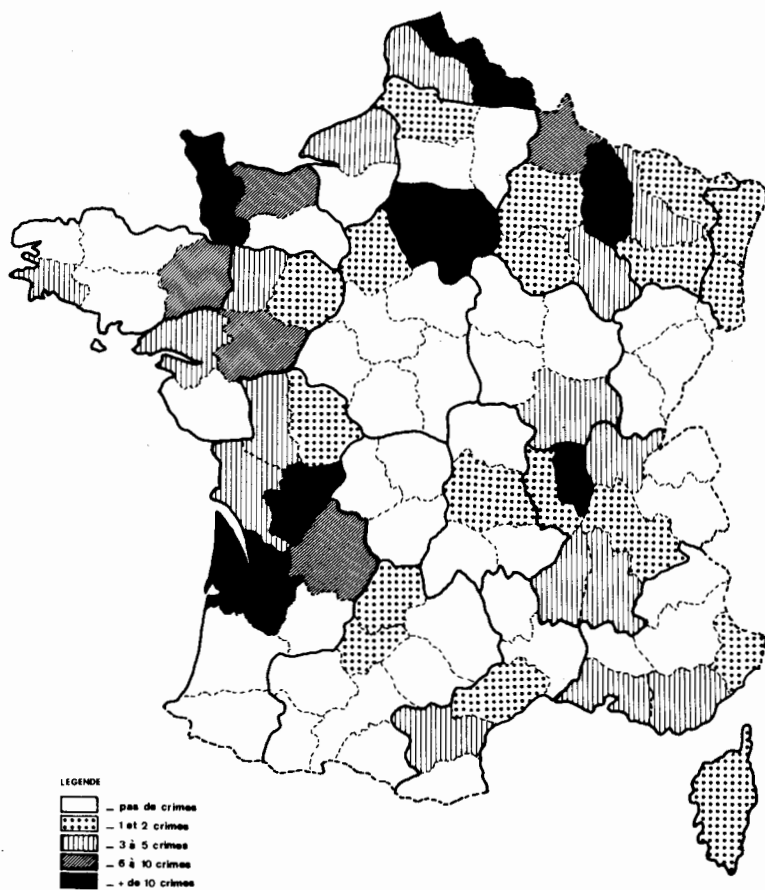 LEGENDE
_ pas de crimes
_ 1 et 2 crimes
_ 3 à 5 crimes
_ 6 à 10 crimes
_ + de 10 crimes